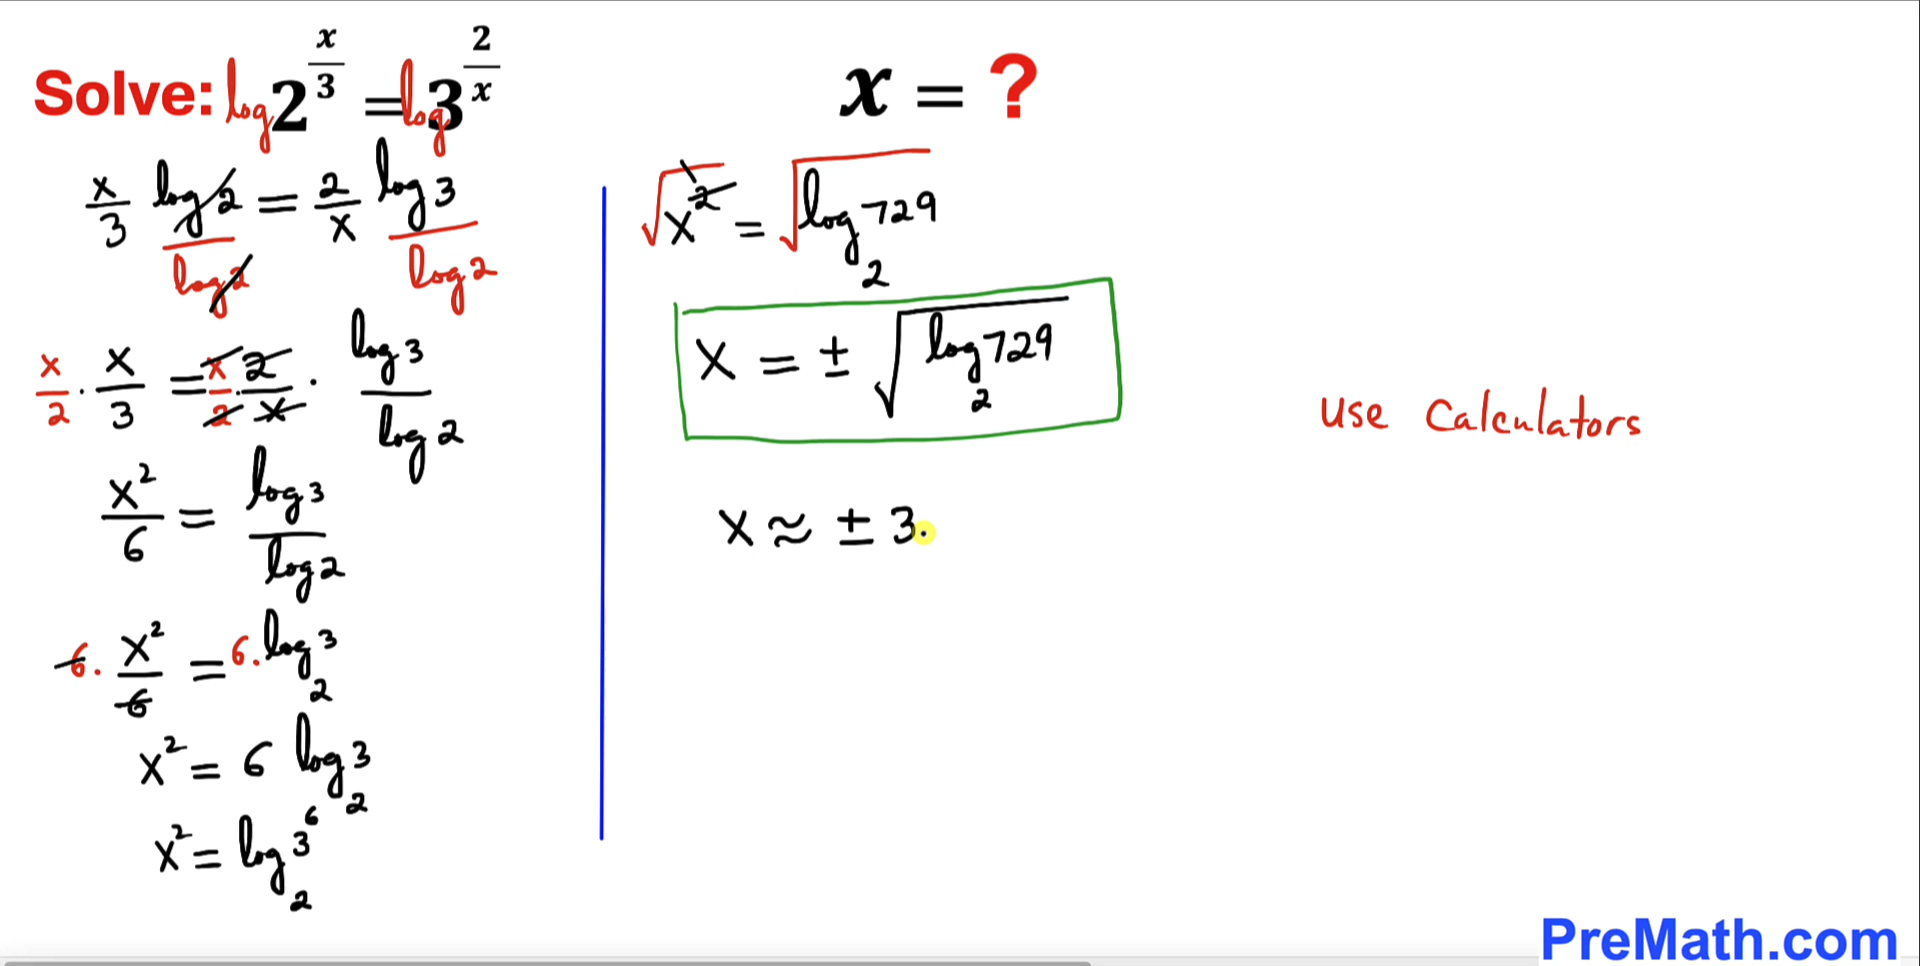 Solve: log 2^(x/3) = log 3^(2/x)
x/3 log 2 / log 2 = 2/x log 3 / log 2
x/2 · x/3 = x/2 · 2/x · log 3 / log 2
x²/6 = log 3 / log 2
6 · x²/6 = 6 · log₂ 3
x² = 6 log₂ 3
x² = log₂ 3⁶
x = ?
√x² = √log₂ 729
x = ± √log₂ 729
x ≈ ± 3.
use Calculators
PreMath.com